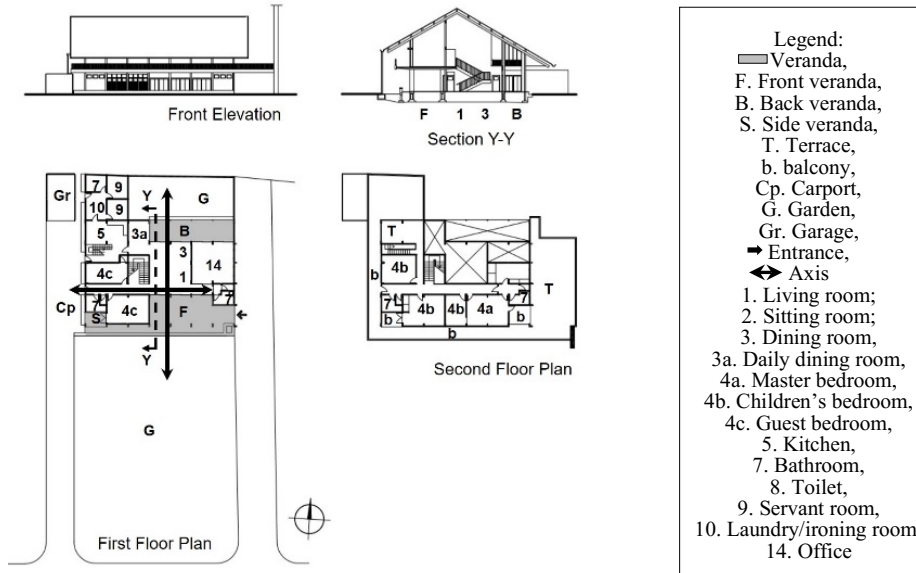 Front Elevation
F 1 3 B
Section Y-Y
Gr
7 9
10 9
5
3a
Y
G
B
3
14
1
4c
7
Cp
7
S
4c
F
Y
G
First Floor Plan
T
4b
b
T
7
b
4b
4b
4a
7
b
b
Second Floor Plan
Legend:
Veranda,
F. Front veranda,
B. Back veranda,
S. Side veranda,
T. Terrace,
b. balcony,
Cp. Carport,
G. Garden,
Gr. Garage,
Entrance,
Axis
1. Living room;
2. Sitting room;
3. Dining room,
3a. Daily dining room,
4a. Master bedroom,
4b. Children’s bedroom,
4c. Guest bedroom,
5. Kitchen,
7. Bathroom,
8. Toilet,
9. Servant room,
10. Laundry/ironing room
14. Office